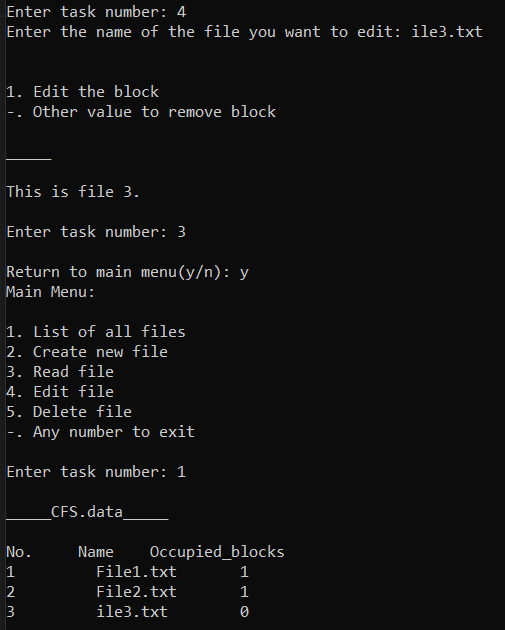 Enter task number: 4
Enter the name of the file you want to edit: ile3.txt
1. Edit the block
-. Other value to remove block
_____
This is file 3.
Enter task number: 3
Return to main menu(y/n): y
Main Menu:
1. List of all files
2. Create new file
3. Read file
4. Edit file
5. Delete file
-. Any number to exit
Enter task number: 1
_____CFS.data_____
No.     Name    Occupied_blocks
1         File1.txt       1
2         File2.txt       1
3         ile3.txt        0